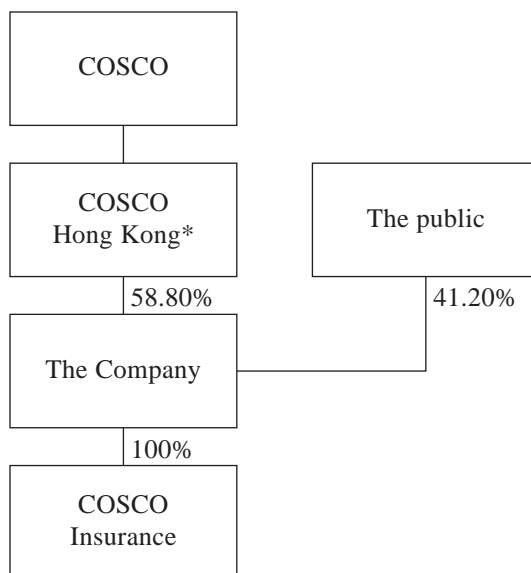 COSCO
COSCO
Hong Kong*
The public
58.80%
41.20%
The Company
100%
COSCO
Insurance